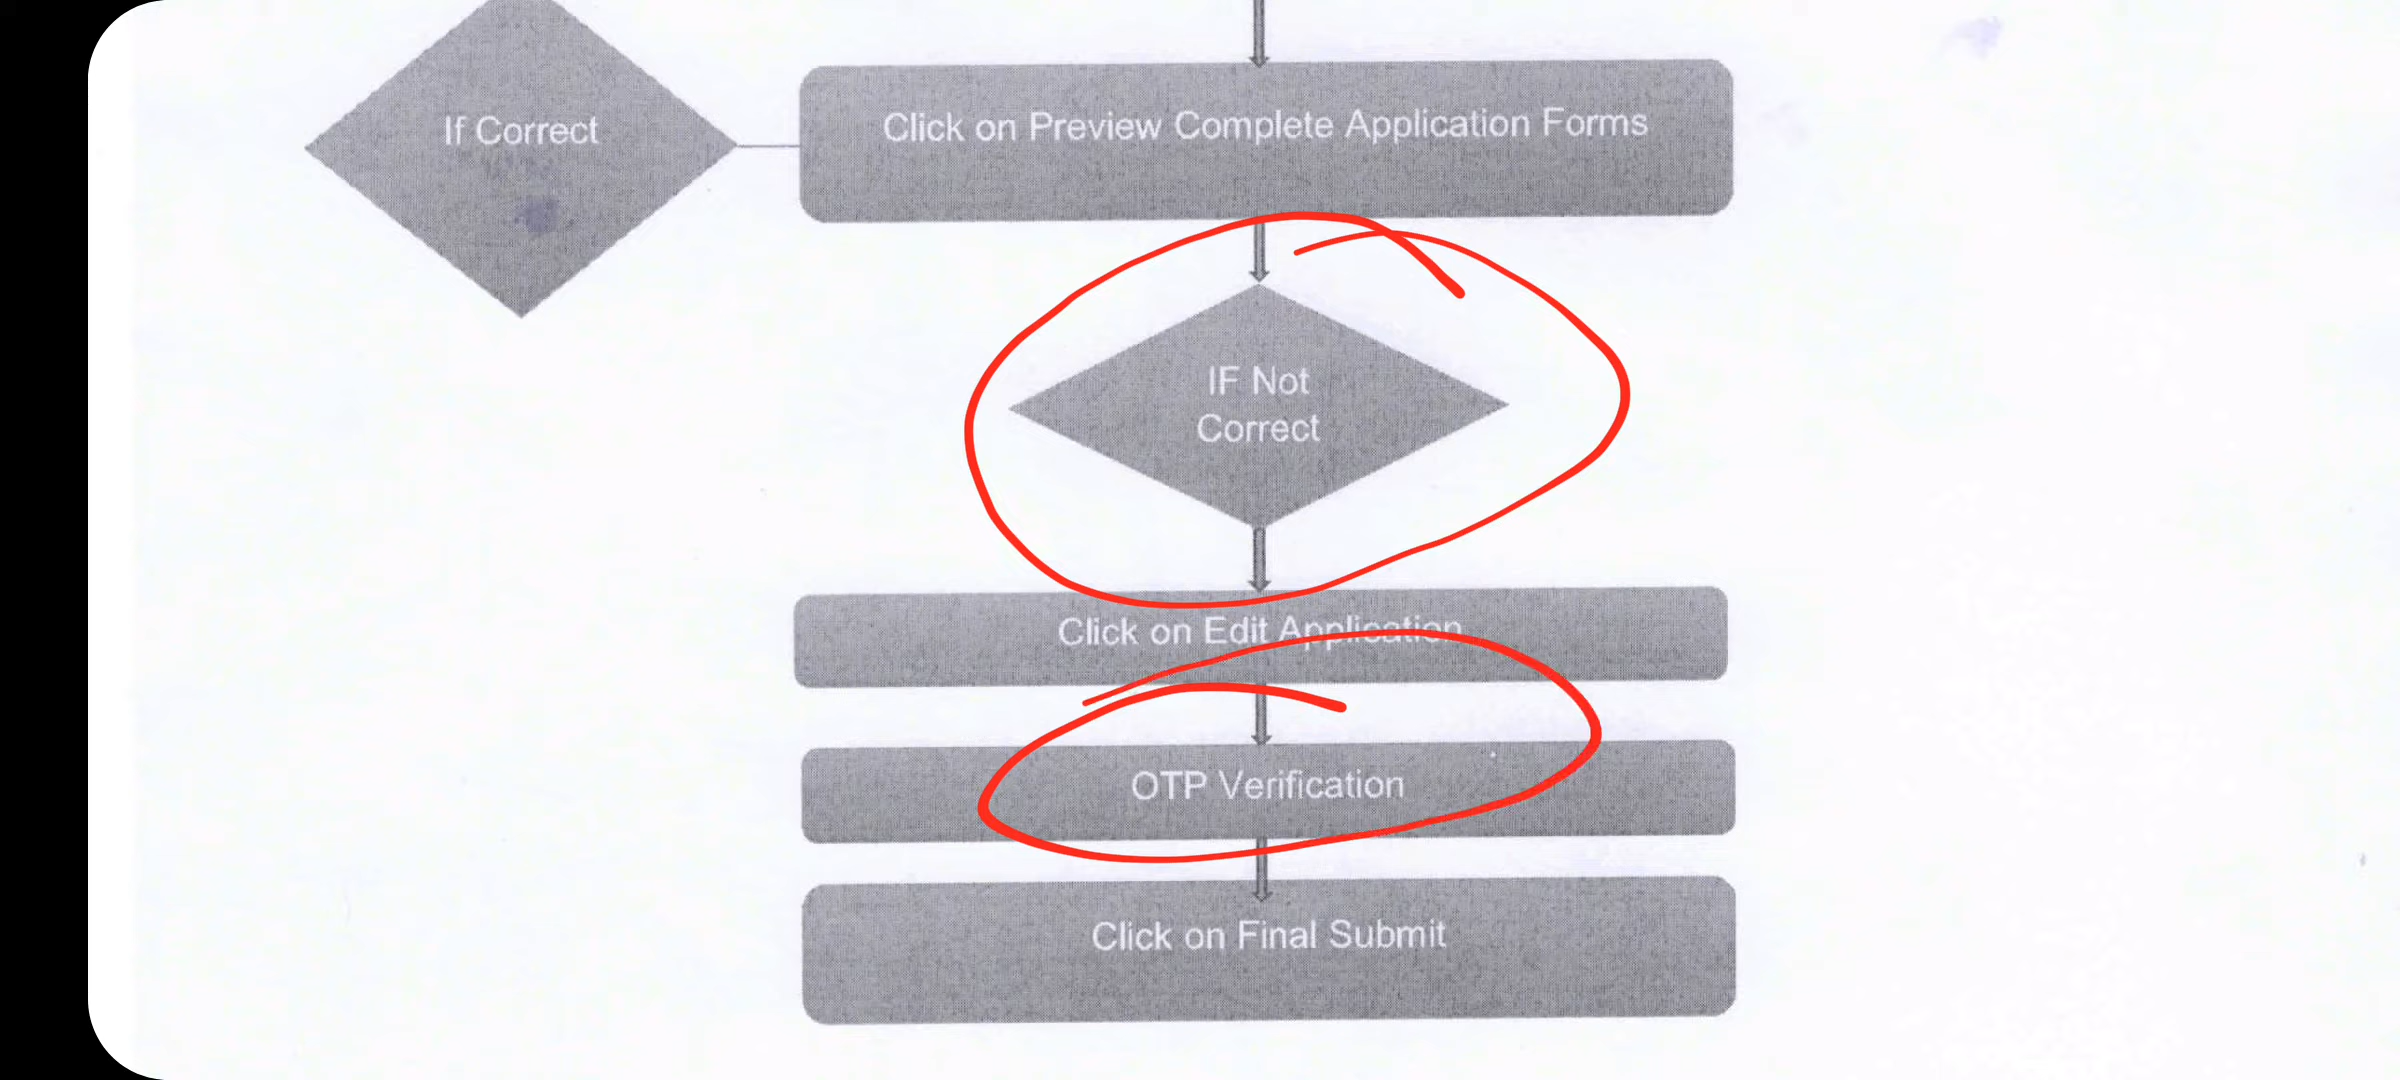 If Correct
Click on Preview Complete Application Forms
IF Not
Correct
Click on Edit Application
OTP Verification
Click on Final Submit